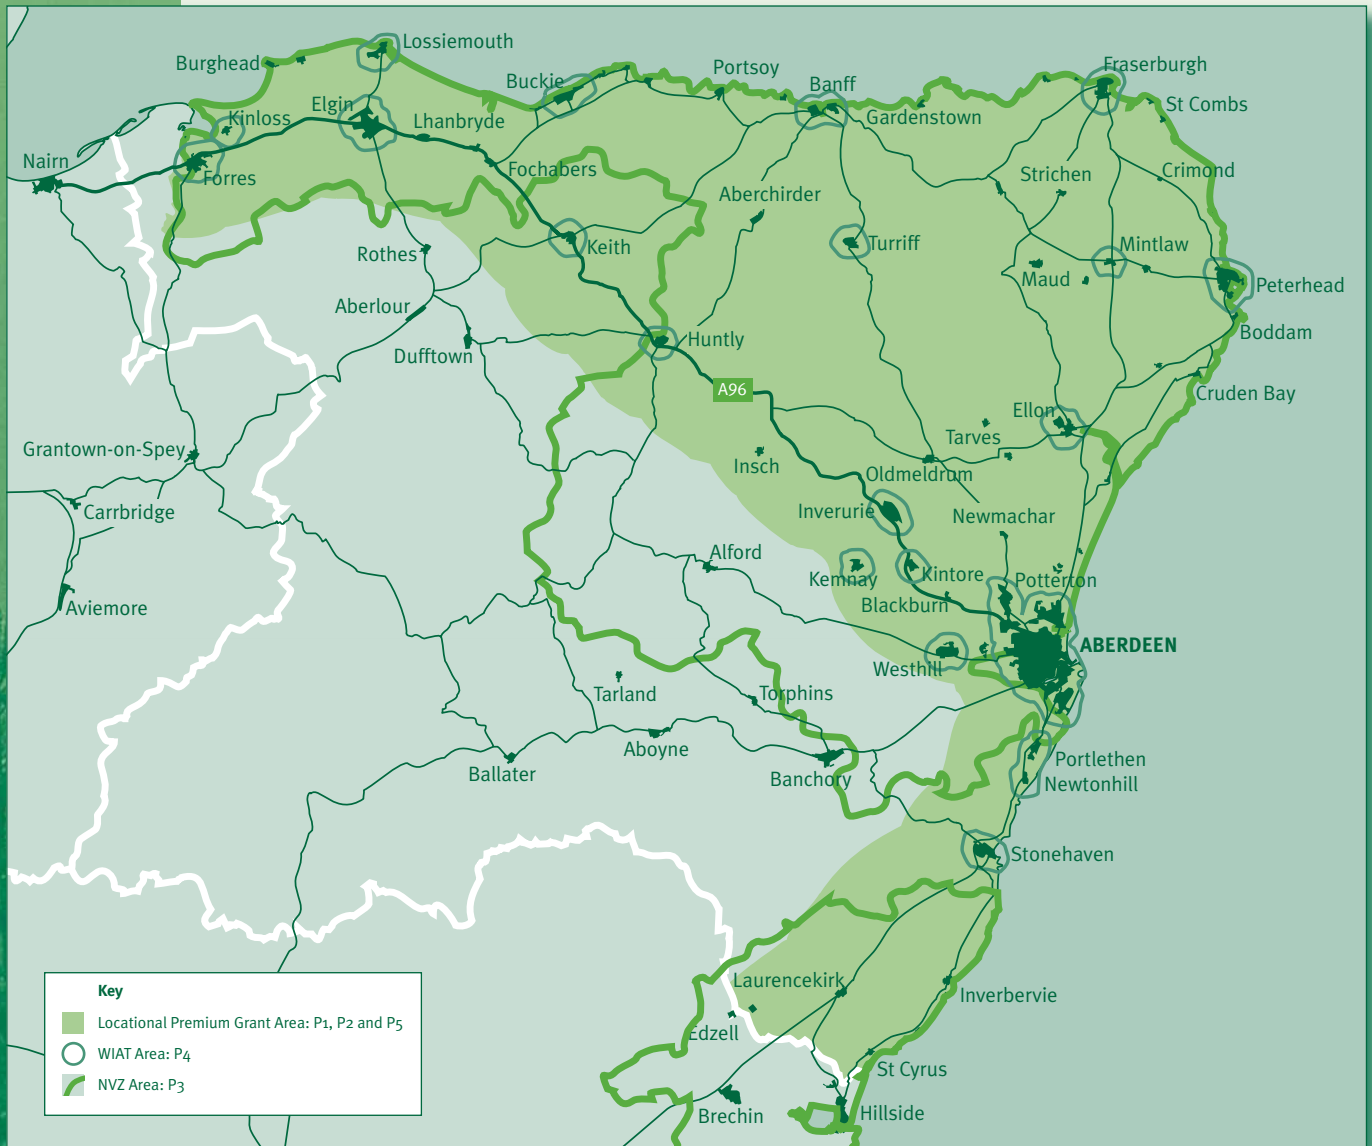 Lossiemouth
Burghead
Buckie
Portsoy
Banff
Fraserburgh
St Combs
Kinloss
Elgin
Lhanbryde
Gardenstown
Nairn
Forres
Fochabers
Strichen
Crimond
Aberchirder
Rothes
Keith
Turriff
Mintlaw
Maud
Peterhead
Aberlour
Dufftown
Huntly
Boddam
A96
Cruden Bay
Ellon
Tarves
Grantown-on-Spey
Insch
Oldmeldrum
Carrbridge
Inverurie
Newmachar
Alford
Kemnay
Kintore
Potterton
Aviemore
Blackburn
ABERDEEN
Westhill
Tarland
Torphins
Aboyne
Ballater
Banchory
Portlethen
Newtonhill
Stonehaven
Laurencekirk
Inverbervie
Edzell
St Cyrus
Brechin
Hillside
Key
Locational Premium Grant Area: P1, P2 and P5
WIAT Area: P4
NVZ Area: P3